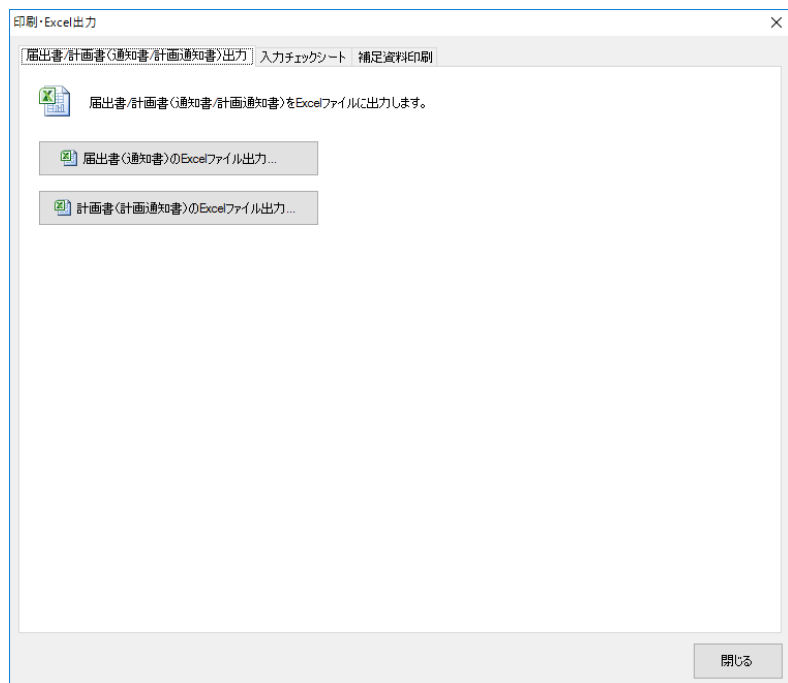 印刷・Excel出力
届出書/計画書(通知書/計画通知書)出力 入力チェックシート 補足資料印刷
届出書/計画書(通知書/計画通知書)をExcelファイルに出力します。
届出書(通知書)のExcelファイル出力...
計画書(計画通知書)のExcelファイル出力...
閉じる